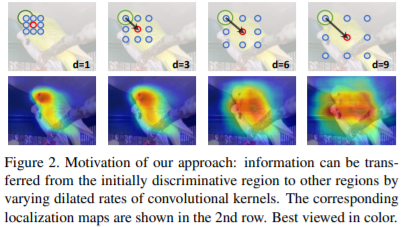 d=1 d=3 d=6 d=9
Figure 2. Motivation of our approach: information can be trans-
ferred from the initially discriminative region to other regions by
varying dilated rates of convolutional kernels. The corresponding
localization maps are shown in the 2nd row. Best viewed in color.